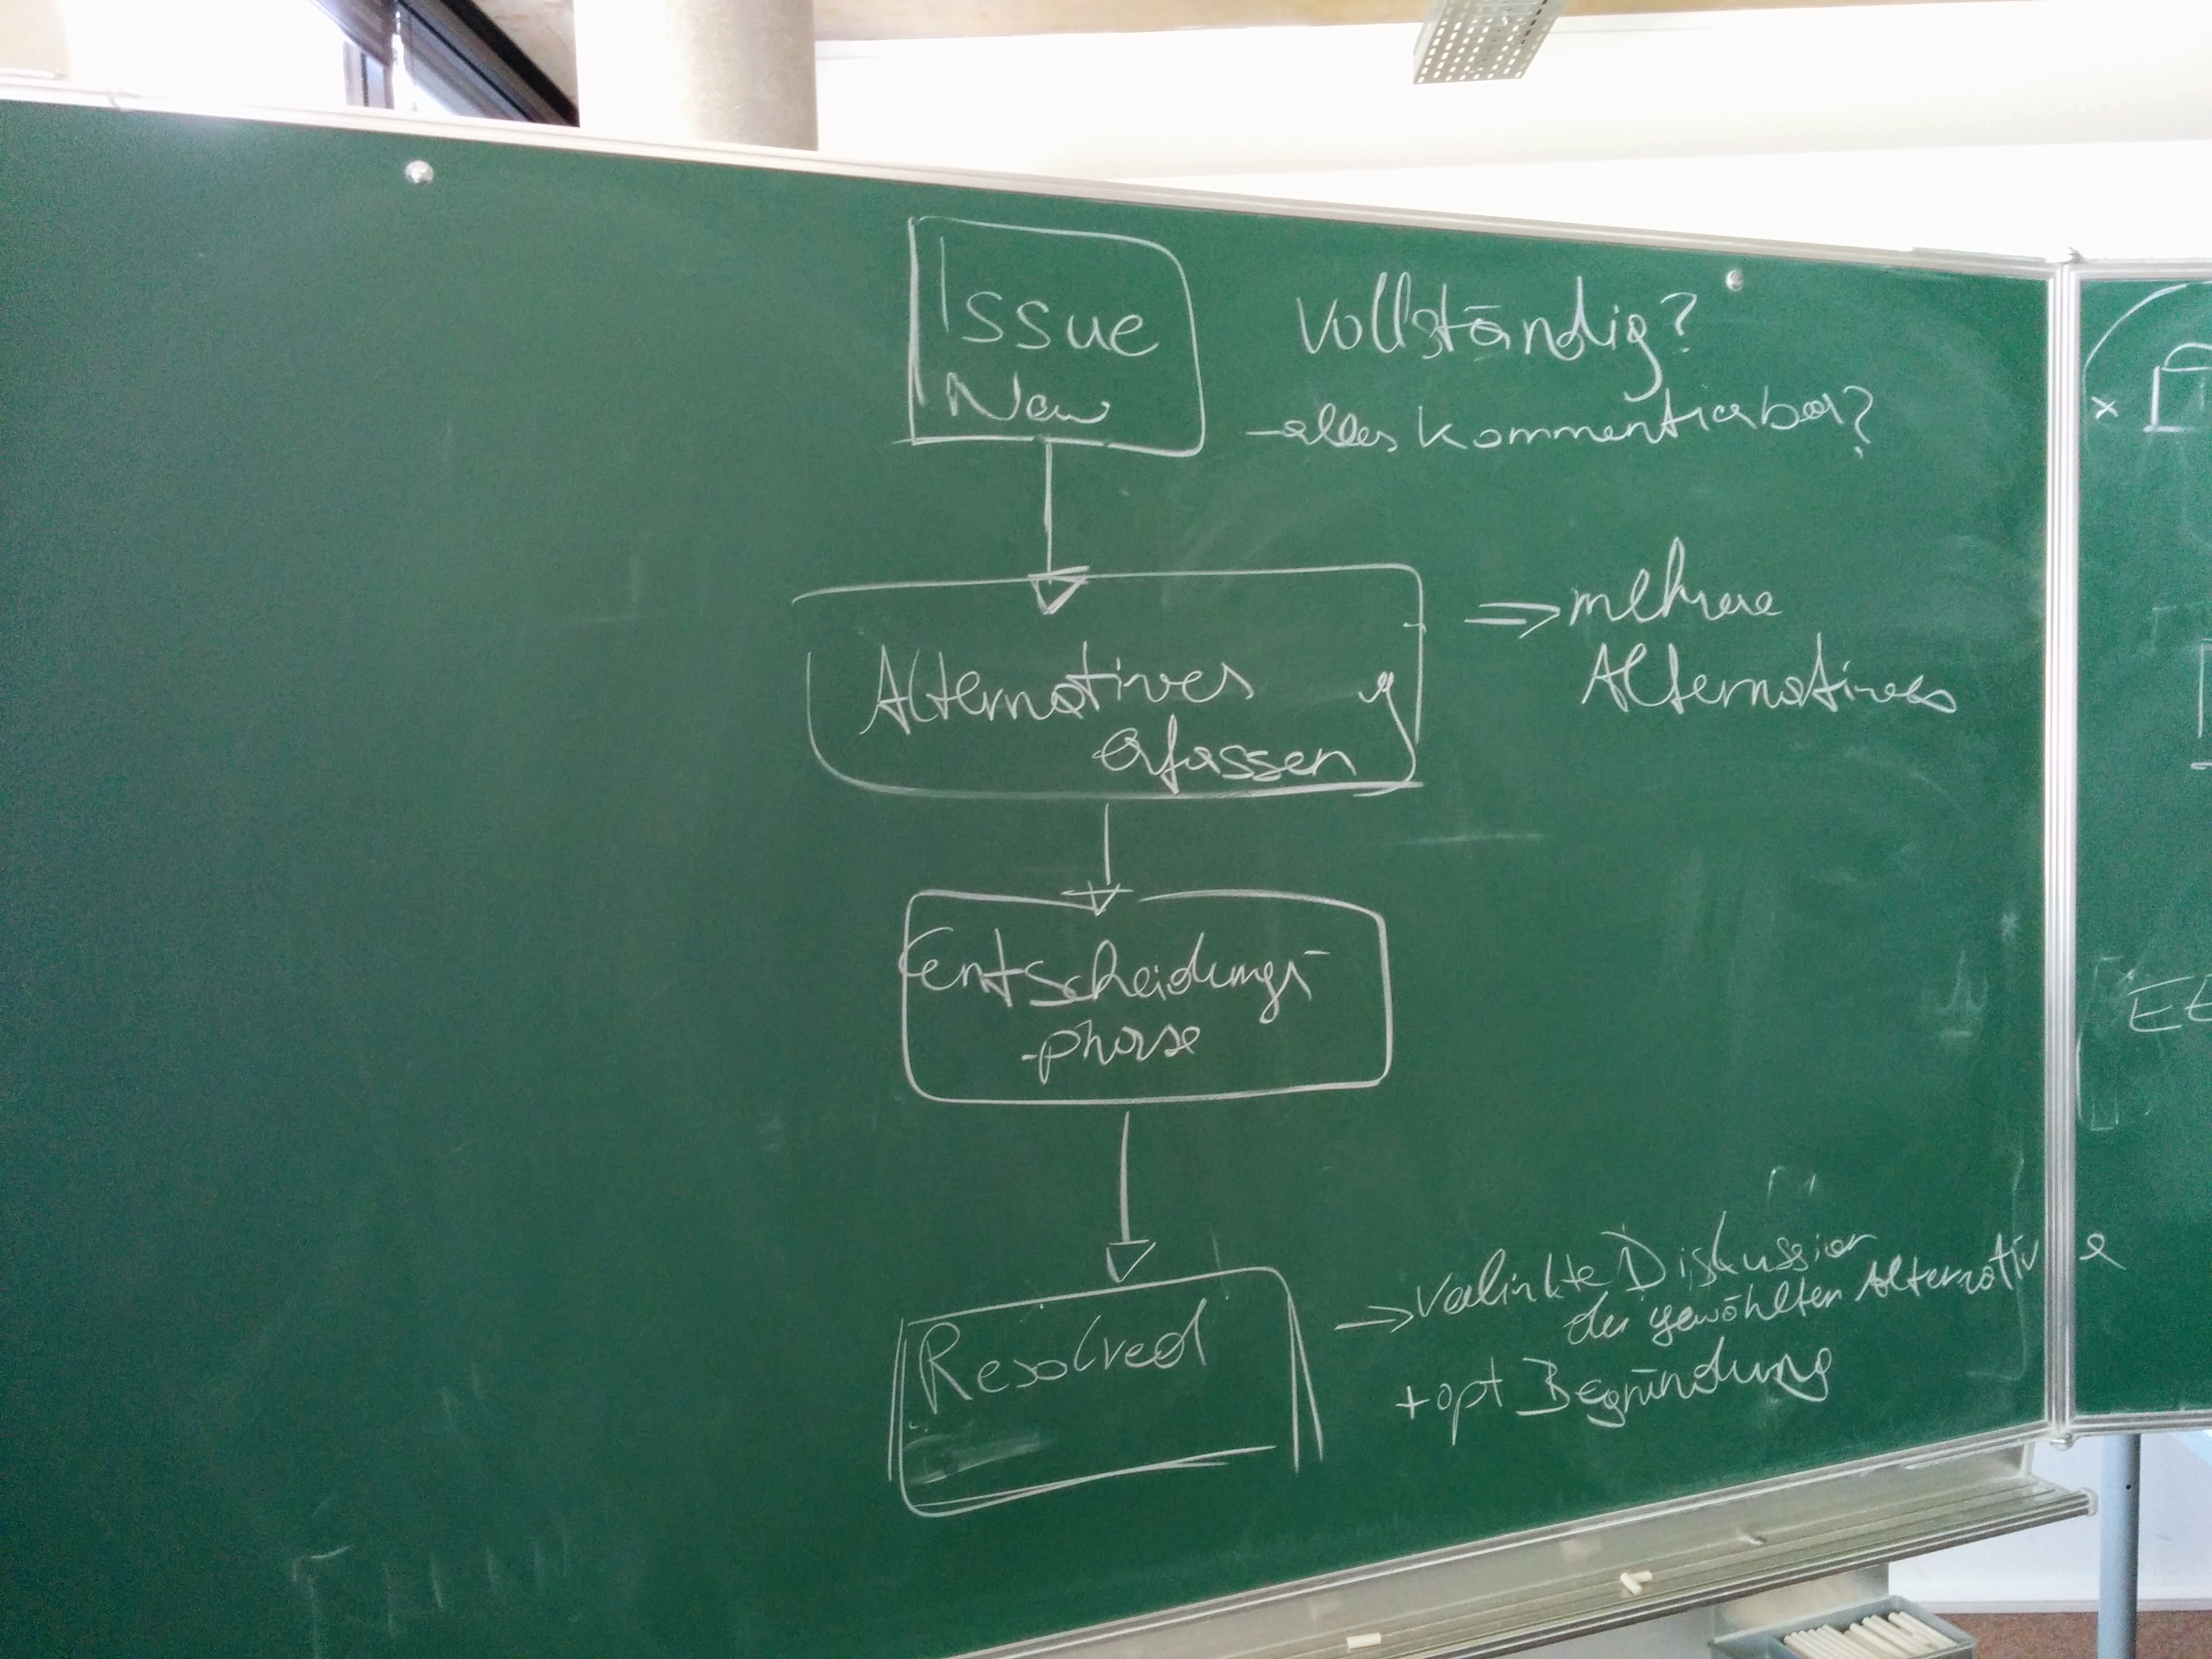 Issue
New
vollständig?
- alles kommentierbar?
Alternatives
erfassen
=> mehrere
Alternatives
Entscheidungs-
-phase
Resolved
-> verlinkte Diskussion
der gewählten Alternative
+ opt Begründung